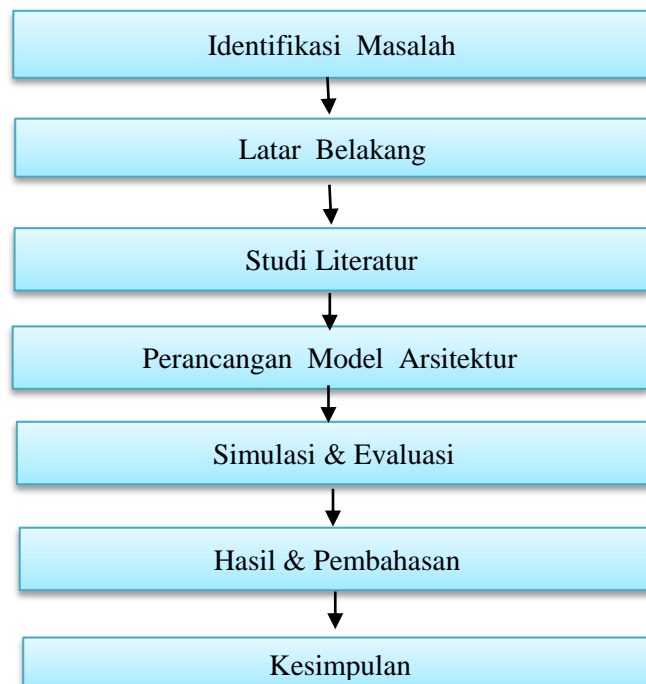 Identifikasi Masalah
Latar Belakang
Studi Literatur
Perancangan Model Arsitektur
Simulasi & Evaluasi
Hasil & Pembahasan
Kesimpulan